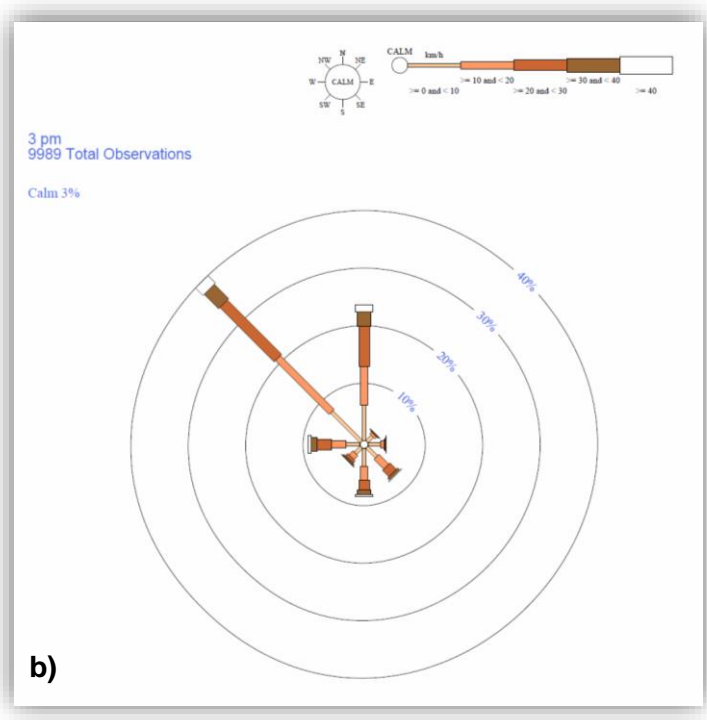 N
NW NE
W CALM E
SW SE
S
CALM km/h
>= 10 and < 20 >= 30 and < 40
>= 0 and < 10 >= 20 and < 30 >= 40
3 pm
9989 Total Observations
Calm 3%
40%
30%
20%
10%
b)